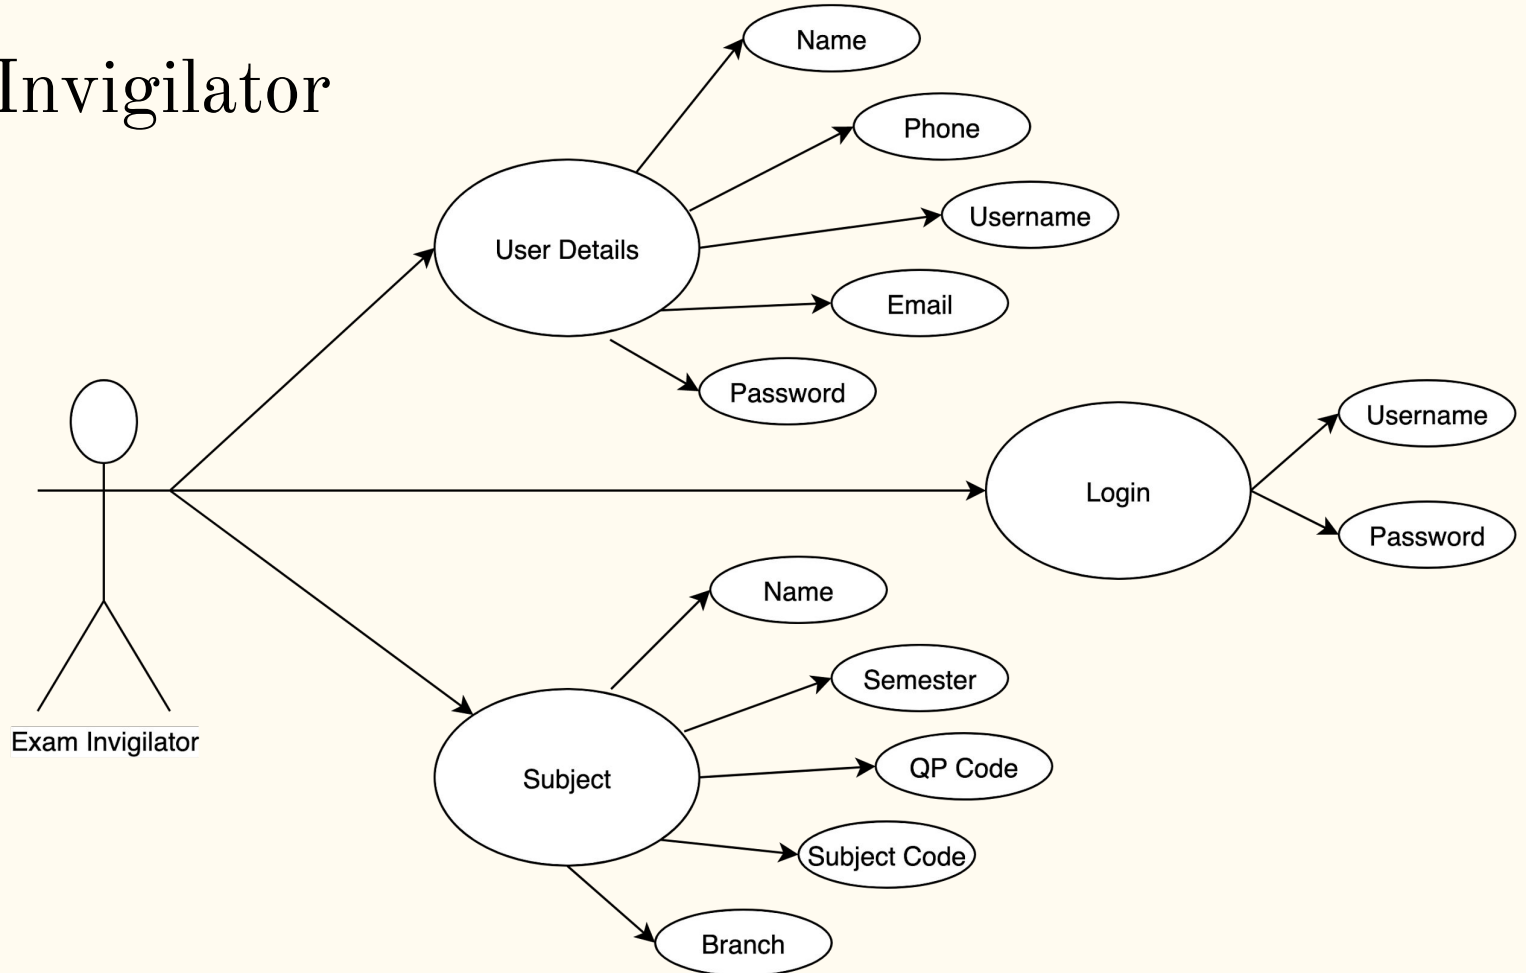 Invigilator
Name
Phone
Username
User Details
Email
Password
Username
Login
Password
Name
Semester
Exam Invigilator
QP Code
Subject
Subject Code
Branch